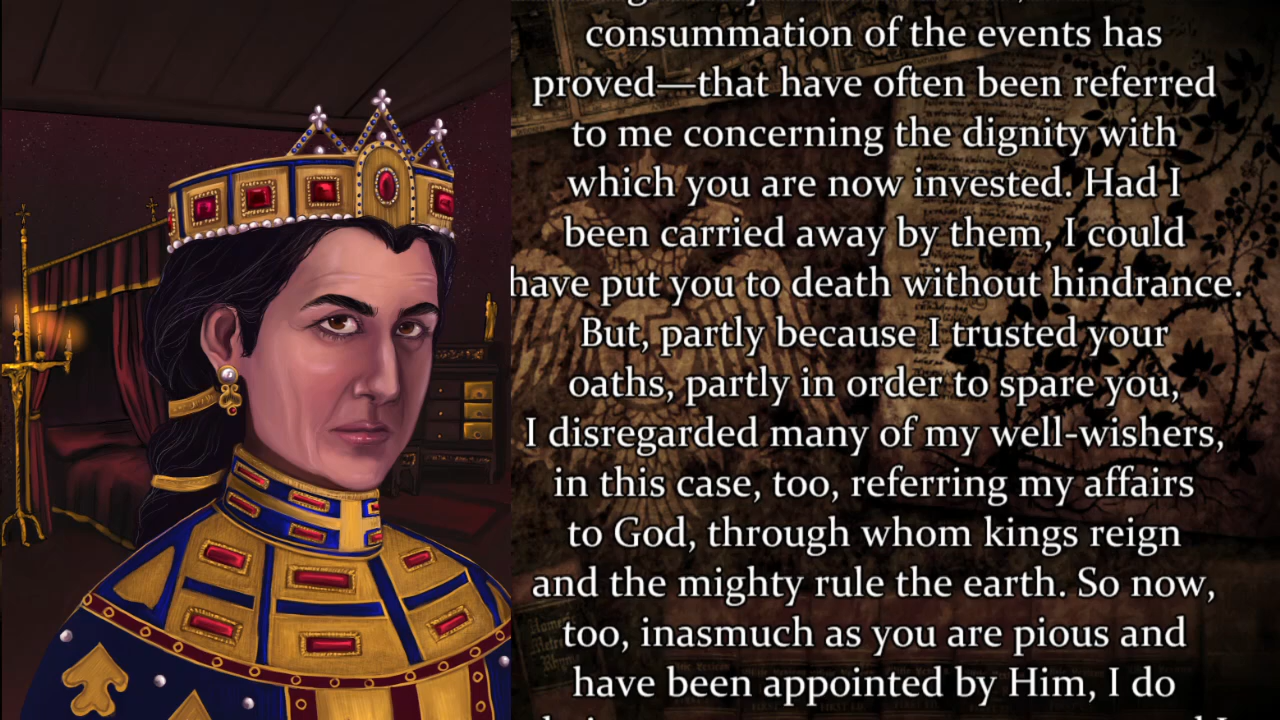 consummation of the events has
proved—that have often been referred
to me concerning the dignity with
which you are now invested. Had I
been carried away by them, I could
have put you to death without hindrance.
But, partly because I trusted your
oaths, partly in order to spare you,
I disregarded many of my well-wishers,
in this case, too, referring my affairs
to God, through whom kings reign
and the mighty rule the earth. So now,
too, inasmuch as you are pious and
have been appointed by Him, I do